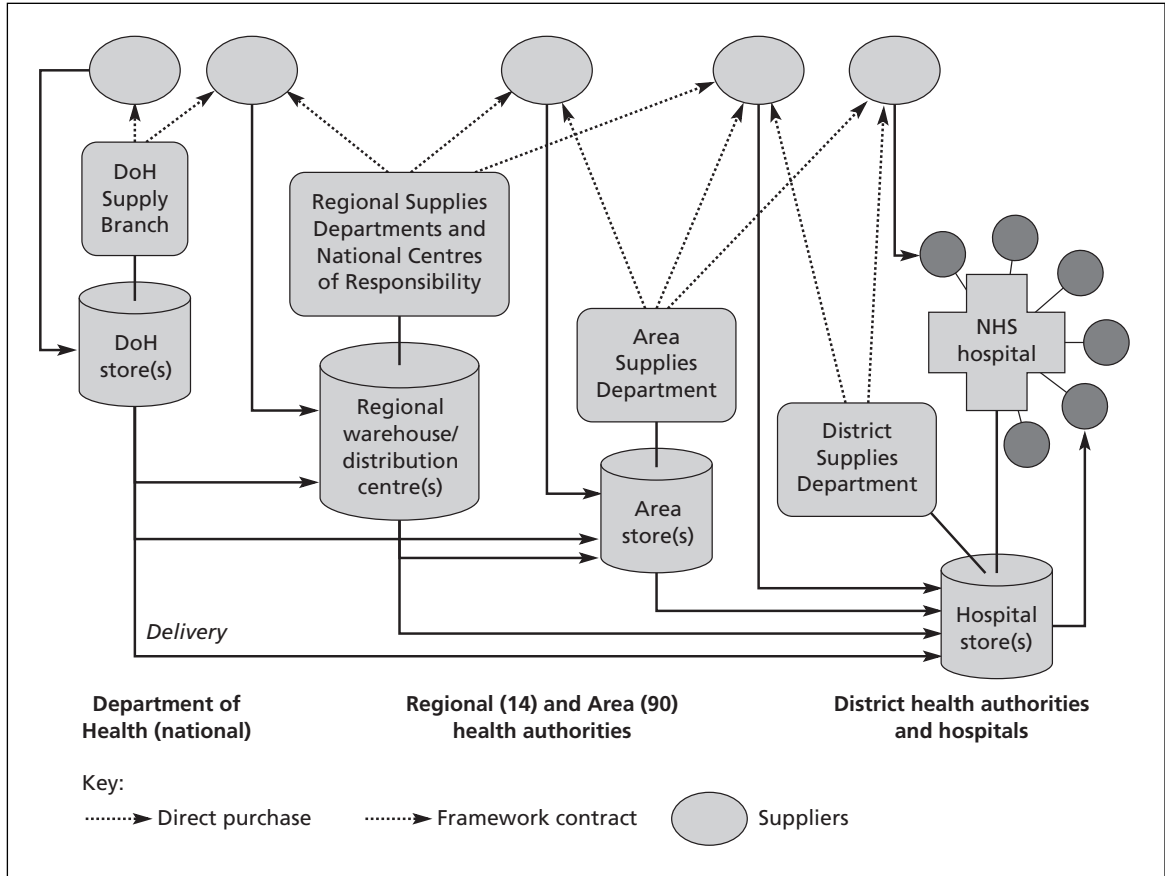 DoH
Supply
Branch
Regional Supplies
Departments and
National Centres
of Responsibility
NHS
hospital
DoH
store(s)
Area
Supplies
Department
Regional
warehouse/
distribution
centre(s)
District
Supplies
Department
Area
store(s)
Hospital
store(s)
Delivery
Department of
Health (national)
Regional (14) and Area (90)
health authorities
District health authorities
and hospitals
Key:
Direct purchase
Framework contract
Suppliers